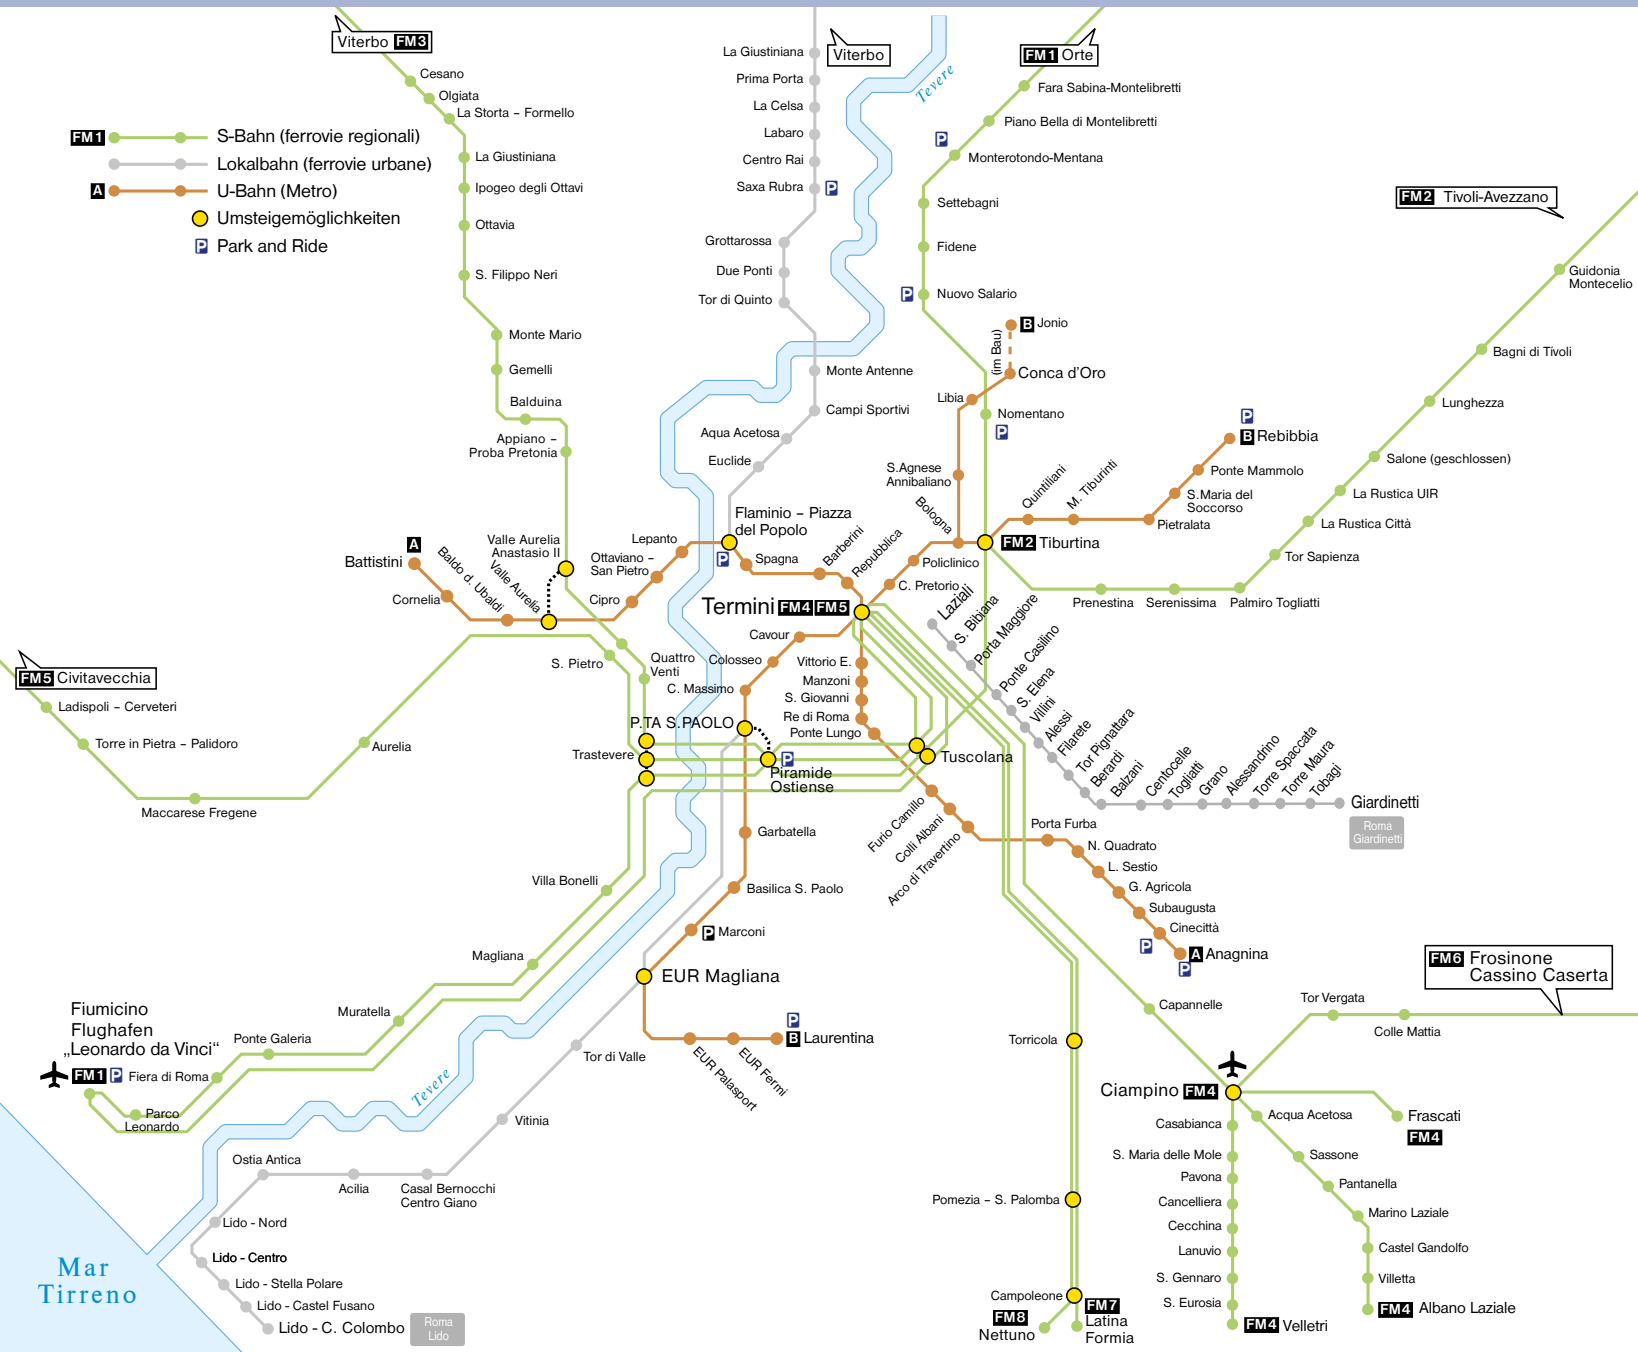 Viterbo FM3
Cesano
Olgiata
La Storta – Formello
La Giustiniana
Ipogeo degli Ottavi
Ottavia
S. Filippo Neri
Monte Mario
Gemelli
Balduina
Appiano –
Proba Pretonia
Valle Aurelia
Anastasio II
FM1 S-Bahn (ferrovie regionali)
Lokalbahn (ferrovie urbane)
A U-Bahn (Metro)
Umsteigemöglichkeiten
P Park and Ride
La Giustiniana
Viterbo
Prima Porta
La Celsa
Labaro
Centro Rai
Saxa Rubra P
Grottarossa
Due Ponti
Tor di Quinto
Monte Antenne
Campi Sportivi
Aqua Acetosa
Euclide
Flaminio – Piazza
del Popolo
P
Tevere
FM1 Orte
Fara Sabina-Montelibretti
Piano Bella di Montelibretti
P
Monterotondo-Mentana
Settebagni
Fidene
P Nuovo Salario
B Jonio
(im Bau)
Conca d'Oro
Libia
Nomentano
P
S.Agnese
Annibaliano
Bologna
FM2 Tivoli-Avezzano
Guidonia
Montecelio
Bagni di Tívoli
Lunghezza
Salone (geschlossen)
La Rustica UIR
La Rustica Città
Tor Sapienza
Palmiro Togliatti
Serenissima
Prenestina
P
B Rebibbia
Ponte Mammolo
S.Maria del
Soccorso
Pietralata
M. Tiburinti
Quintiliani
FM2 Tiburtina
Policlinico
C. Pretorio
A
Battistini
Cornelia
Baldo d. Ubaldi
Valle Aurelia
Cipro
Ottaviano –
San Pietro
Lepanto
Spagna
Barberini
Repubblica
Termini FM4 FM5
Cavour
Colosseo
C. Massimo
P.TA S.PAOLO
Vittorio E.
Manzoni
S. Giovanni
Re di Roma
Ponte Lungo
Laziali
S. Bibiana
Porta Maggiore
Ponte Casilino
S. Elena
Villini
Alessi
Filarete
Tor Pignattara
Berardi
Balzani
Centocelle
Togliatti
Grano
Alessandrino
Torre Spaccata
Torre Maura
Tobagi
Giardinetti
Roma
Giardinetti
S. Pietro
Quattro
Venti
Trastevere
P
Piramide
Ostiense
Tuscolana
FM5 Civitavecchia
Ladispoli – Cerveteri
Torre in Pietra – Palidoro
Aurelia
Maccarese Fregene
Furio Camillo
Colli Albani
Arco di Travertino
Porta Furba
N. Quadrato
L. Sestio
G. Agricola
Subaugusta
Cinecittà
P
A Anagnina
P
Garbatella
Basilica S. Paolo
P Marconi
EUR Magliana
EUR Palasport
EUR Fermi
P
B Laurentina
Villa Bonelli
Magliana
Muratella
Ponte Galeria
Fiera di Roma
Parco
Leonardo
Fiumicino
Flughafen
„Leonardo da Vinci“
FM1 P
Tevere
Tor di Valle
Vitinia
Casal Bernocchi
Centro Giano
Acilia
Ostia Antica
Lido - Nord
Lido - Centro
Lido - Stella Polare
Lido - Castel Fusano
Lido - C. Colombo
Roma
Lido
Mar
Tirreno
FM6 Frosinone
Cassino Caserta
Tor Vergata
Colle Mattia
Capannelle
Ciampino FM4
Frascati
FM4
Acqua Acetosa
Sassone
Pantanella
Marino Laziale
Castel Gandolfo
Villetta
FM4 Albano Laziale
Casabianca
S. Maria delle Mole
Pavona
Cancelliera
Cecchina
Lanuvio
S. Gennaro
S. Eurosia
FM4 Velletri
Torricola
Pomezia – S. Palomba
Campoleone
FM8
Nettuno
FM7
Latina
Formia